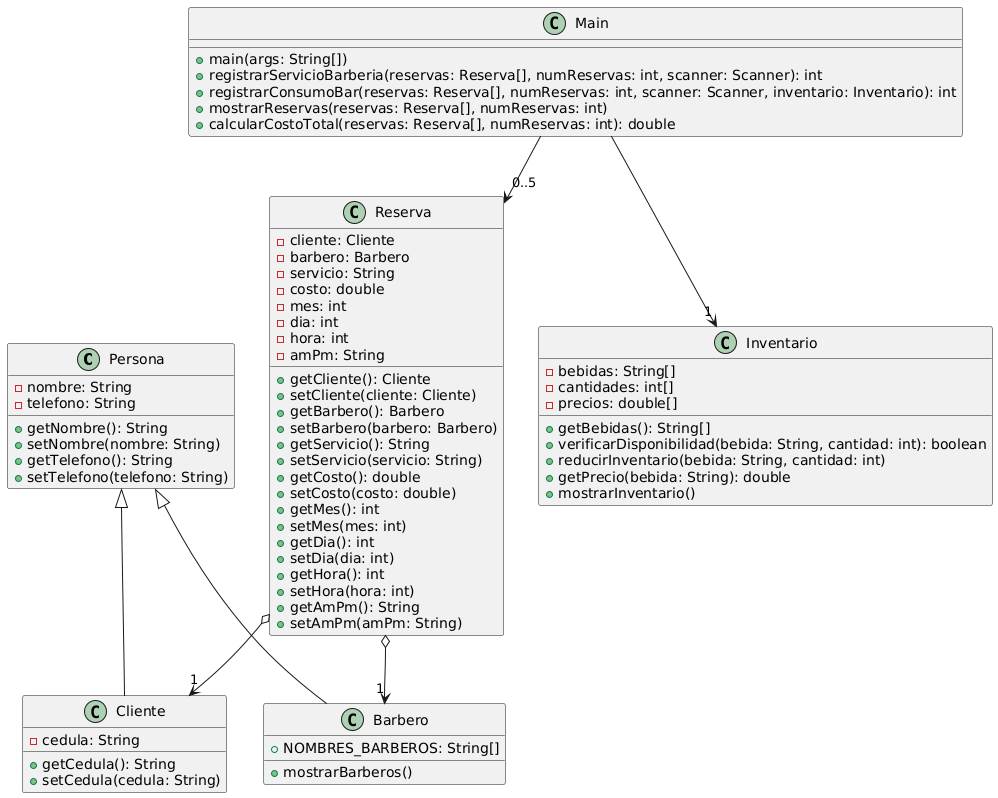 C Main
main(args: String[])
registrarServicioBarberia(reservas: Reserva[], numReservas: int, scanner: Scanner): int
registrarConsumoBar(reservas: Reserva[], numReservas: int, scanner: Scanner, inventario: Inventario): int
mostrarReservas(reservas: Reserva[], numReservas: int)
calcularCostoTotal(reservas: Reserva[], numReservas: int): double
0..5
1
C Reserva
cliente: Cliente
barbero: Barbero
servicio: String
costo: double
mes: int
dia: int
hora: int
amPm: String
getCliente(): Cliente
setCliente(cliente: Cliente)
getBarbero(): Barbero
setBarbero(barbero: Barbero)
getServicio(): String
setServicio(servicio: String)
getCosto(): double
setCosto(costo: double)
getMes(): int
setMes(mes: int)
getDia(): int
setDia(dia: int)
getHora(): int
setHora(hora: int)
getAmPm(): String
setAmPm(amPm: String)
C Inventario
bebidas: String[]
cantidades: int[]
precios: double[]
getBebidas(): String[]
verificarDisponibilidad(bebida: String, cantidad: int): boolean
reducirInventario(bebida: String, cantidad: int)
getPrecio(bebida: String): double
mostrarInventario()
C Persona
nombre: String
telefono: String
getNombre(): String
setNombre(nombre: String)
getTelefono(): String
setTelefono(telefono: String)
1
1
C Cliente
cedula: String
getCedula(): String
setCedula(cedula: String)
C Barbero
NOMBRES_BARBEROS: String[]
mostrarBarberos()